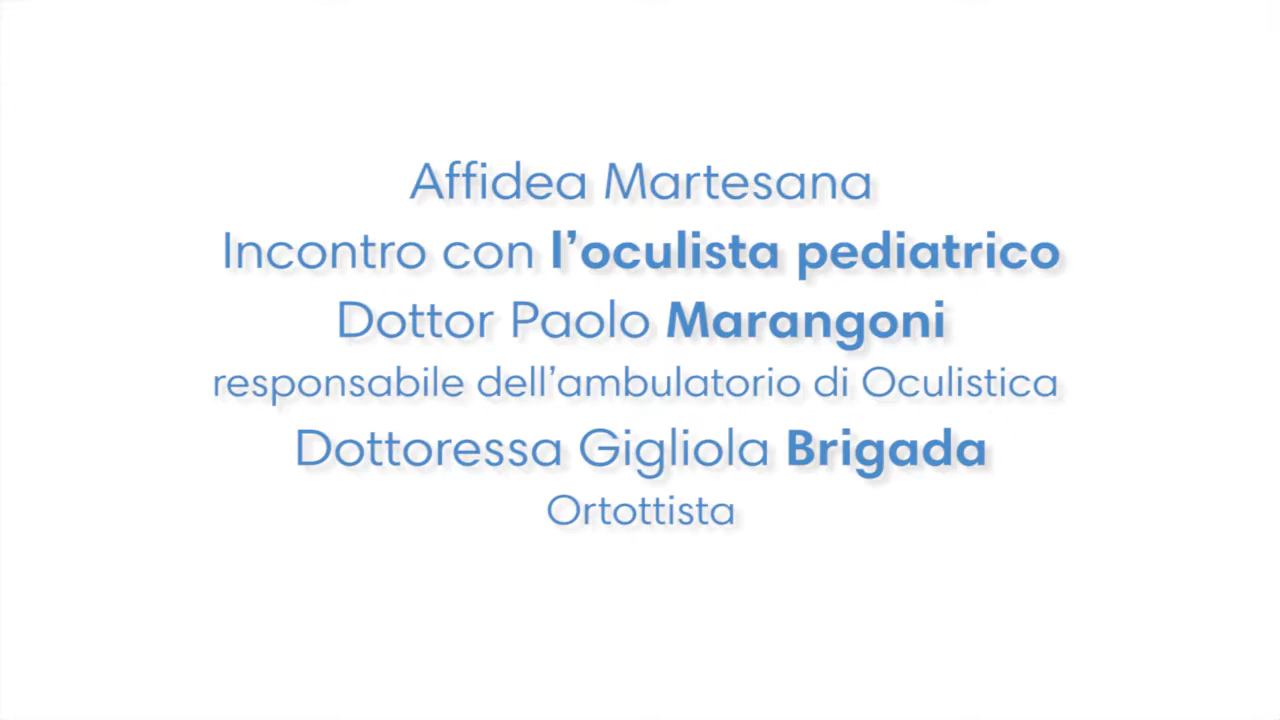 Affidea Martesana
Incontro con l’oculista pediatrico
Dottor Paolo Marangoni
responsabile dell’ambulatorio di Oculistica
Dottoressa Gigliola Brigada
Ortottista